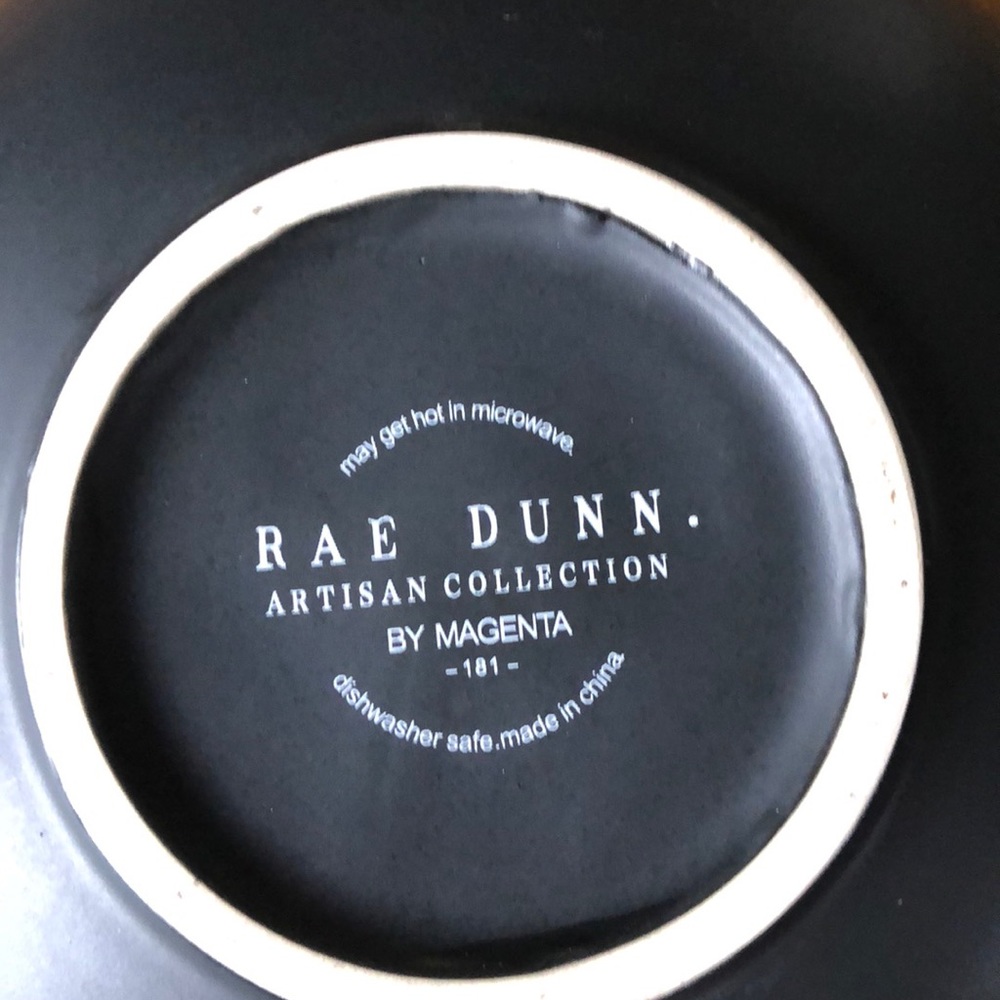 may get hot in microwave.
RAE DUNN.
ARTISAN COLLECTION
BY MAGENTA
- 181 -
dishwasher safe.made in china